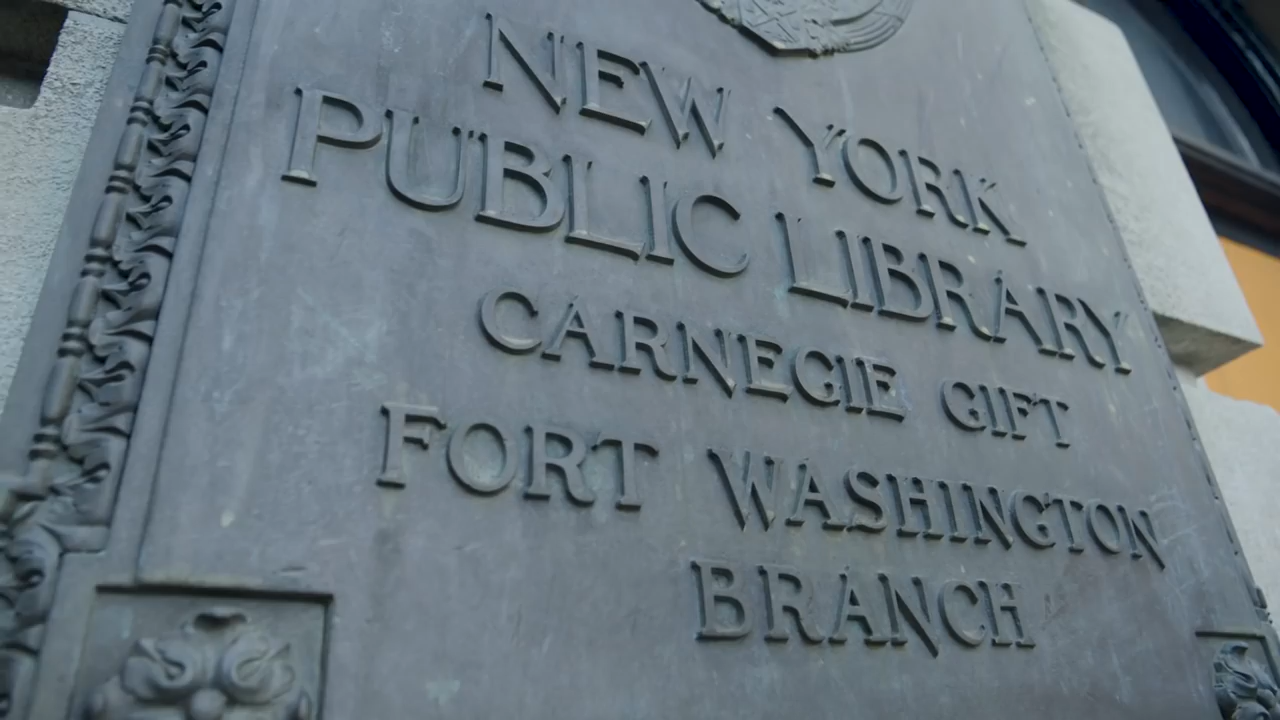 NEW YORK
PUBLIC LIBRARY
CARNEGIE GIFT
FORT WASHINGTON
BRANCH